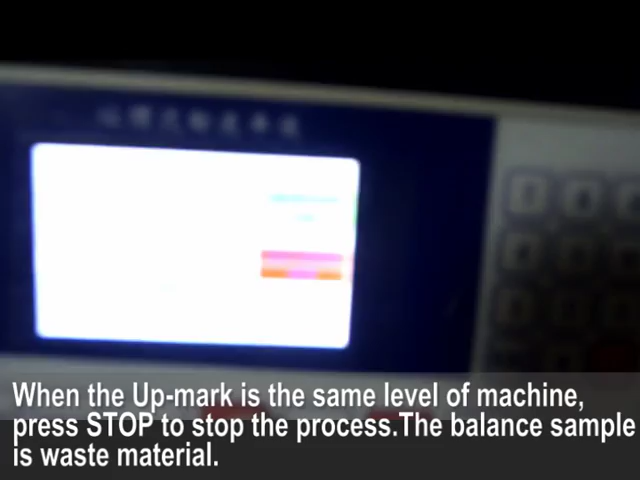 When the Up-mark is the same level of machine,
press STOP to stop the process.The balance sample
is waste material.